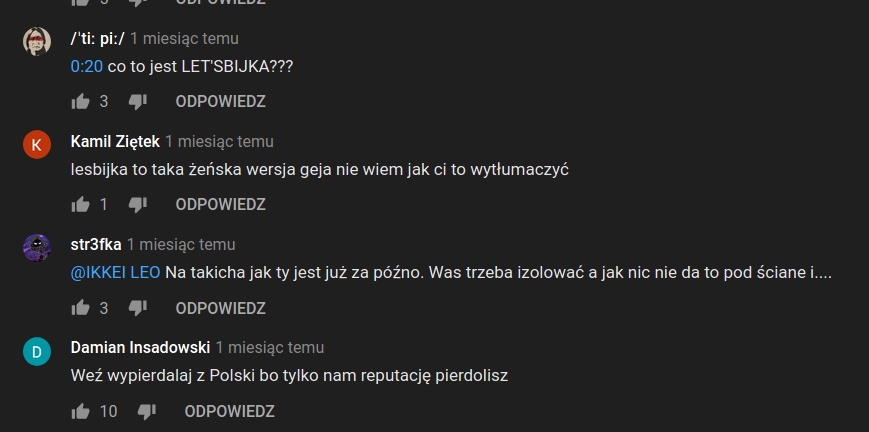 3 ODPOWIEDZ
/'ti: pi:/ 1 miesiąc temu
0:20 co to jest LET'SBIJKA???
3 ODPOWIEDZ
K Kamil Ziętek 1 miesiąc temu
lesbijka to taka żeńska wersja geja nie wiem jak ci to wytłumaczyć
1 ODPOWIEDZ
str3fka 1 miesiąc temu
@IKKEI LEO Na takicha jak ty jest już za późno. Was trzeba izolować a jak nic nie da to pod ściane i....
3 ODPOWIEDZ
D Damian Insadowski 1 miesiąc temu
Weź wypierdalaj z Polski bo tylko nam reputację pierdolisz
10 ODPOWIEDZ